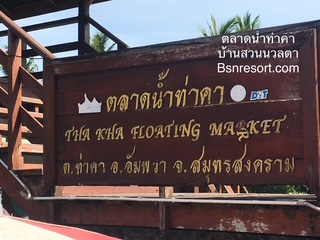 ตลาดน้ำท่าคา
บ้านสวนนวลตา
Bsnresort.com
ตลาดน้ำท่าคา
THA KHA FLOATING MARKET
ต.ท่าคา อ.อัมพวา จ.สมุทรสงคราม